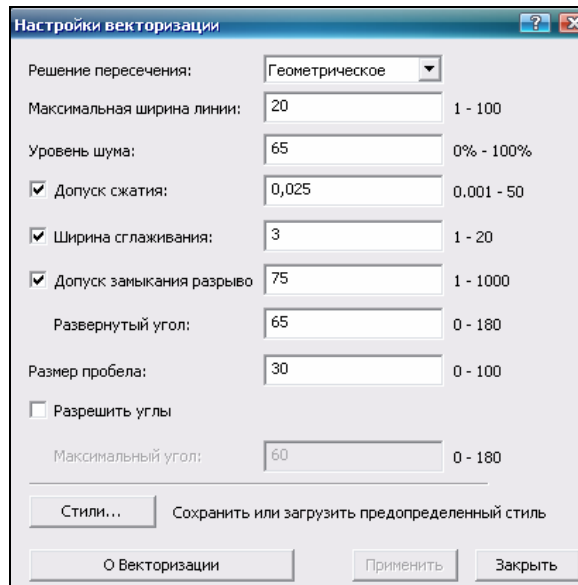 Настройки векторизации
Решение пересечения: Геометрическое
Максимальная ширина линии: 20 1 - 100
Уровень шума: 65 0% - 100%
Допуск сжатия: 0,025 0.001 - 50
Ширина сглаживания: 3 1 - 20
Допуск замыкания разрыво 75 1 - 1000
Развернутый угол: 65 0 - 180
Размер пробела: 30 0 - 100
Разрешить углы
Максимальный угол: 60 0 - 180
Стили... Сохранить или загрузить предопределенный стиль
О Векторизации Применить Закрыть